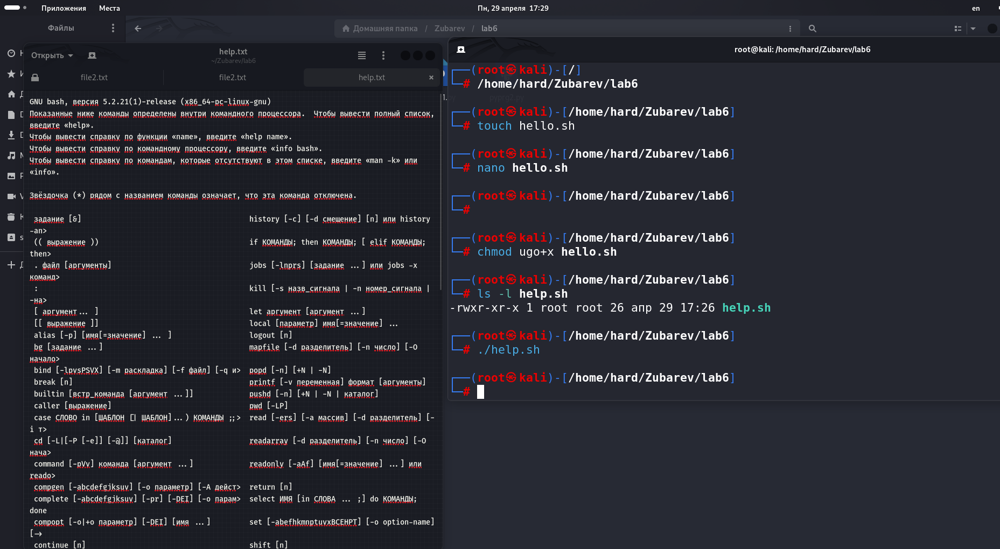 Приложения Места
Пн, 29 апреля 17:29
en
Файлы
Домашняя папка / Zubarev / lab6
Открыть
help.txt
~/Zubarev/lab6
file2.txt
file2.txt
help.txt
GNU bash, версия 5.2.21(1)-release (x86_64-pc-linux-gnu)
Показанные ниже команды определены внутри командного процессора. Чтобы вывести полный список,
введите «help».
Чтобы вывести справку по функции «name», введите «help name».
Чтобы вывести справку по командному процессору, введите «info bash».
Чтобы вывести справку по командам, которые отсутствуют в этом списке, введите «man -k» или
«info».
Звёздочка (*) рядом с названием команды означает, что эта команда отключена.
задание [&] history [-c] [-d смещение] [n] или history
-an>
(( выражение )) if КОМАНДЫ; then КОМАНДЫ; [ elif КОМАНДЫ;
then>
. файл [аргументы] jobs [-lnprs] [задание ...] или jobs -x
команд>
: kill [-s назв_сигнала | -n номер_сигнала |
-на>
[ аргумент... ] let аргумент [аргумент ...]
[[ выражение ]] local [параметр] имя[=значение] ...
alias [-p] [имя[=значение] ... ] logout [n]
bg [задание ...] mapfile [-d разделитель] [-n число] [-O
начало>
bind [-lpvsPSVX] [-m раскладка] [-f файл] [-q и> popd [-n] [+N | -N]
break [n] printf [-v переменная] формат [аргументы]
builtin [встр_команда [аргумент ...]] pushd [-n] [+N | -N | каталог]
caller [выражение] pwd [-LP]
case СЛОВО in [ШАБЛОН [| ШАБЛОН]...) КОМАНДЫ ;;> read [-ers] [-a массив] [-d разделитель] [-
i т>
cd [-L|[-P [-e]] [-@]] [каталог] readarray [-d разделитель] [-n число] [-O
нача>
command [-pVv] команда [аргумент ...] readonly [-aAf] [имя[=значение] ...] или
reado>
compgen [-abcdefgjksuv] [-o параметр] [-A дейст> return [n]
complete [-abcdefgjksuv] [-pr] [-DEI] [-o парам> select ИМЯ [in СЛОВА ... ;] do КОМАНДЫ;
done
compopt [-o|+o параметр] [-DEI] [имя ...] set [-abefhkmnptuvxBCEHPT] [-o option-name]
[->
continue [n] shift [n]
1.py
pyprg2.py
root@kali: /home/hard/Zubarev/lab6
(root㉿kali)-[/]
# /home/hard/Zubarev/lab6
(root㉿kali)-[/home/hard/Zubarev/lab6]
# touch hello.sh
(root㉿kali)-[/home/hard/Zubarev/lab6]
# nano hello.sh
(root㉿kali)-[/home/hard/Zubarev/lab6]
#
(root㉿kali)-[/home/hard/Zubarev/lab6]
# chmod ugo+x hello.sh
(root㉿kali)-[/home/hard/Zubarev/lab6]
# ls -l help.sh
-rwxr-xr-x 1 root root 26 апр 29 17:26 help.sh
(root㉿kali)-[/home/hard/Zubarev/lab6]
# ./help.sh
(root㉿kali)-[/home/hard/Zubarev/lab6]
#